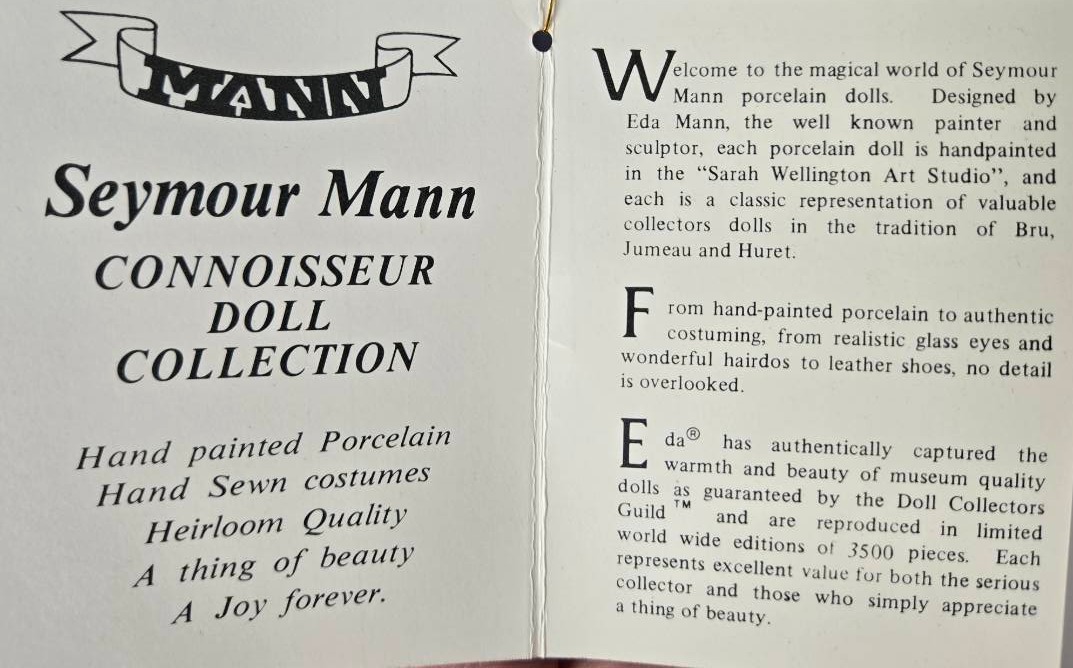 MANN
Seymour Mann
CONNOISSEUR
DOLL
COLLECTION
Hand painted Porcelain
Hand Sewn costumes
Heirloom Quality
A thing of beauty
A Joy forever.
Welcome to the magical world of Seymour
Mann porcelain dolls. Designed by
Eda Mann, the well known painter and
sculptor, each porcelain doll is handpainted
in the “Sarah Wellington Art Studio”, and
each is a classic representation of valuable
collectors dolls in the tradition of Bru,
Jumeau and Huret.
From hand-painted porcelain to authentic
costuming, from realistic glass eyes and
wonderful hairdos to leather shoes, no detail
is overlooked.
Eda® has authentically captured the
warmth and beauty of museum quality
dolls as guaranteed by the Doll Collectors
Guild™ and are reproduced in limited
world wide editions of 3500 pieces. Each
represents excellent value for both the serious
collector and those who simply appreciate
a thing of beauty.